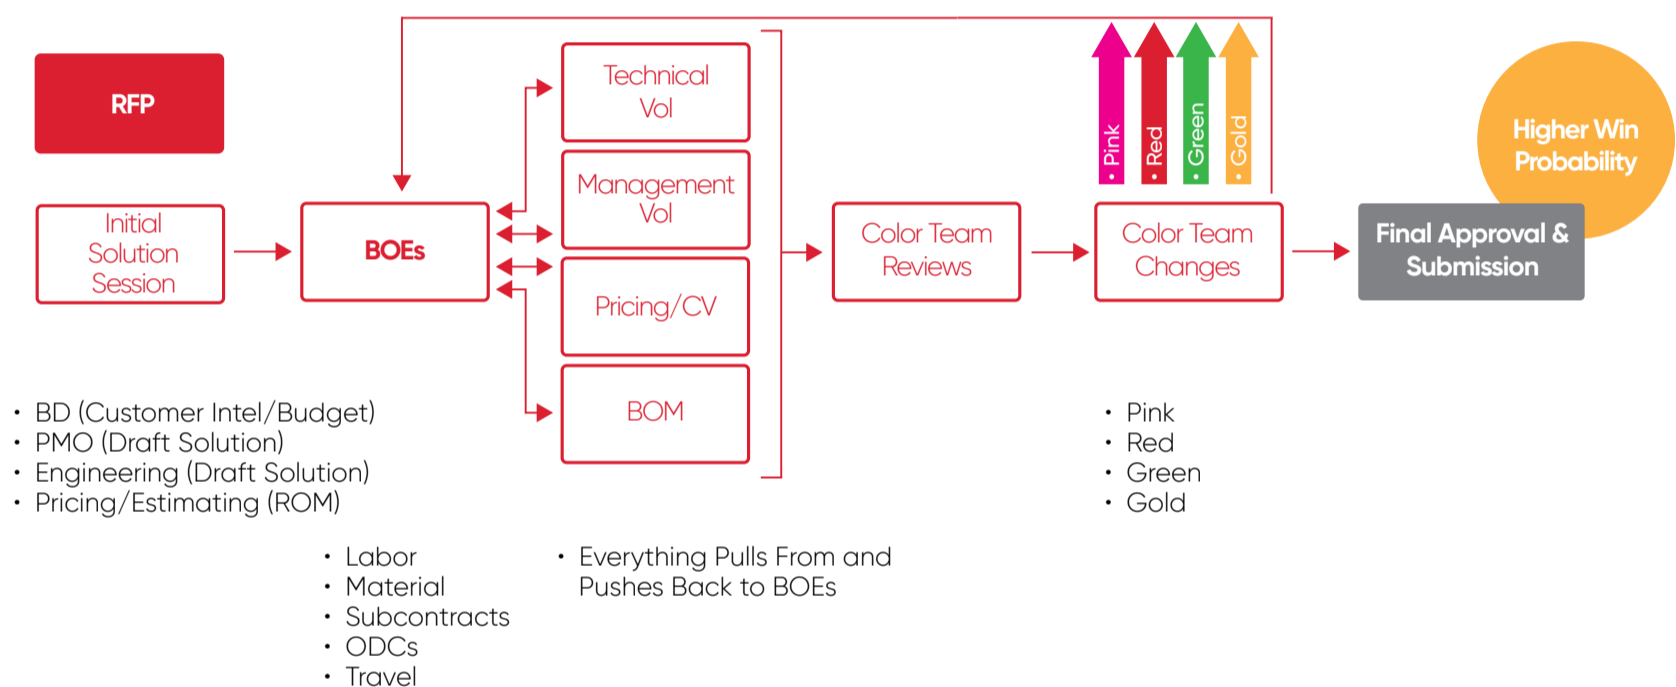 RFP
Initial
Solution
Session
BOEs
Technical
Vol
Management
Vol
Pricing/CV
BOM
Color Team
Reviews
• Pink
• Red
• Green
• Gold
Color Team
Changes
Higher Win
Probability
Final Approval &
Submission
• BD (Customer Intel/Budget)
• PMO (Draft Solution)
• Engineering (Draft Solution)
• Pricing/Estimating (ROM)
• Labor
• Material
• Subcontracts
• ODCs
• Travel
• Everything Pulls From and
Pushes Back to BOEs
• Pink
• Red
• Green
• Gold